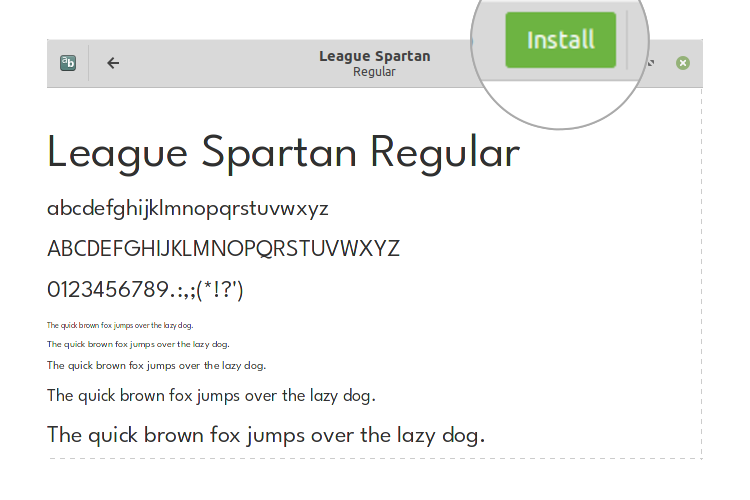 ab
League Spartan
Regular
Install
League Spartan Regular
abcdefghijklmnopqrstuvwxyz
ABCDEFGHIJKLMNOPQRSTUVWXYZ
0123456789.:,;(*!?')
The quick brown fox jumps over the lazy dog.
The quick brown fox jumps over the lazy dog.
The quick brown fox jumps over the lazy dog.
The quick brown fox jumps over the lazy dog.
The quick brown fox jumps over the lazy dog.